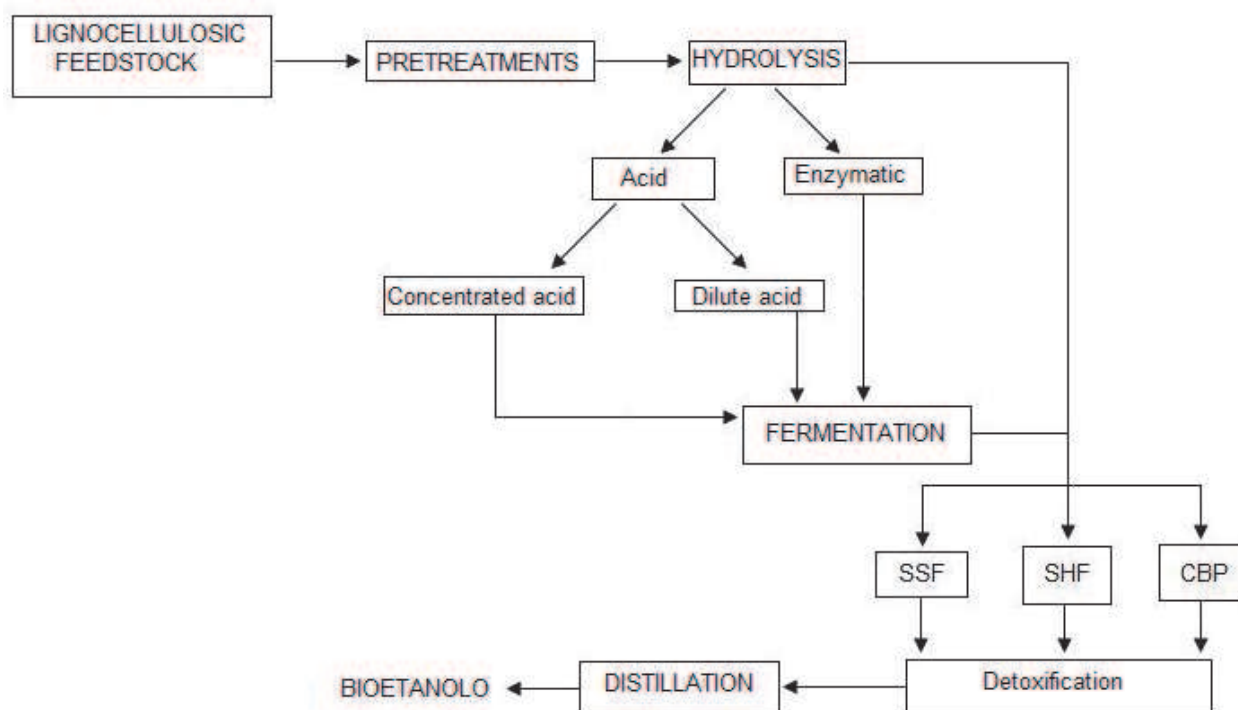 LIGNOCELLULOSIC
FEEDSTOCK
PRETREATMENTS
HYDROLYSIS
Acid
Enzymatic
Concentrated acid
Dilute acid
FERMENTATION
SSF
SHF
CBP
BIOETANOLO
DISTILLATION
Detoxification